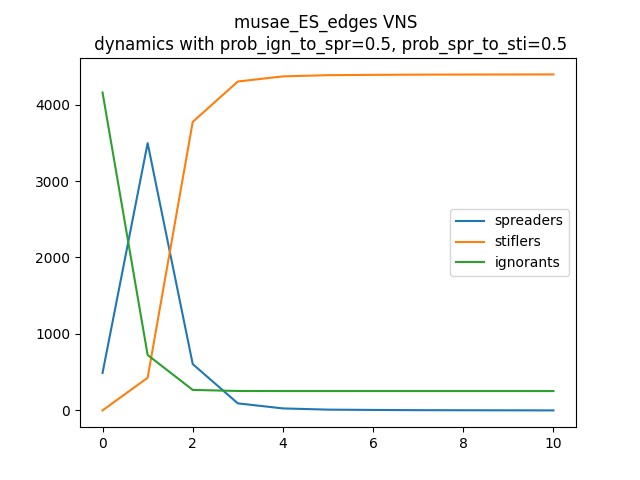 musae_ES_edges VNS
dynamics with prob_ign_to_spr=0.5, prob_spr_to_sti=0.5
4000
3000
2000
1000
0
spreaders
stiflers
ignorants
0 2 4 6 8 10